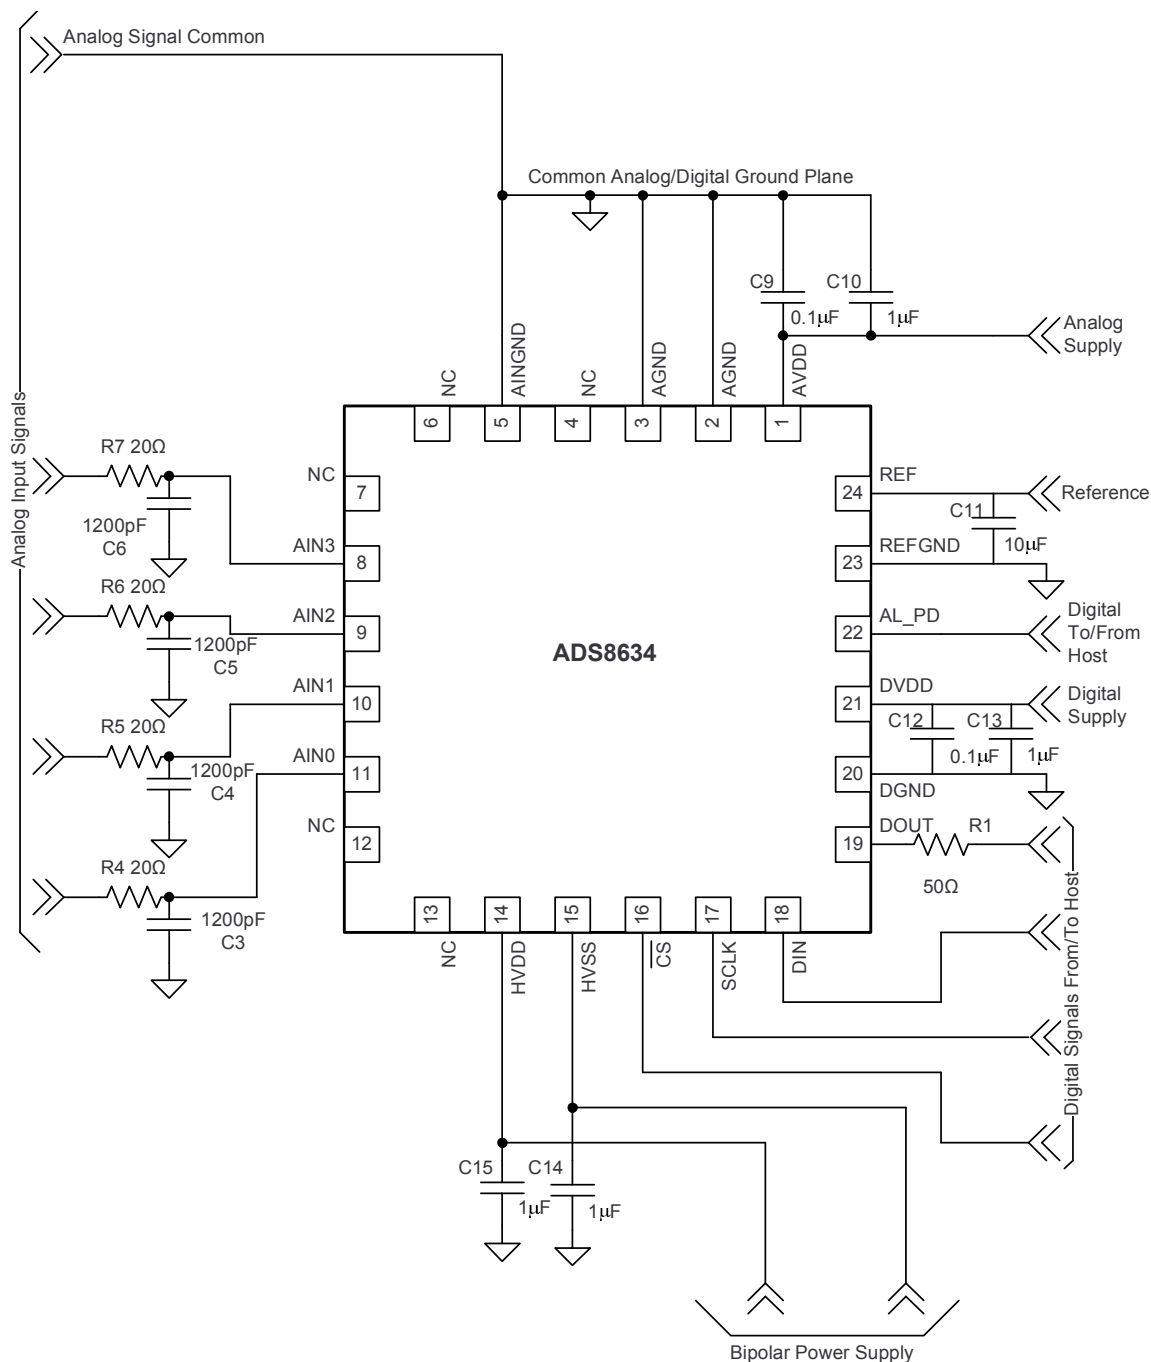 Analog Signal Common
Common Analog/Digital Ground Plane
C9
C10
0.1μF
1μF
Analog
Supply
NC
AINGND
NC
AGND
AGND
AVDD
6
5
4
3
2
1
Analog Input Signals
R7 20Ω
1200pF
C6
R6 20Ω
1200pF
C5
R5 20Ω
1200pF
C4
R4 20Ω
1200pF
C3
NC
7
AIN3
8
AIN2
9
AIN1
10
AIN0
11
NC
12
ADS8634
24
REF
Reference
C11
10μF
23
REFGND
22
AL_PD
Digital
To/From
Host
21
DVDD
Digital
Supply
C12
C13
0.1μF
1μF
20
DGND
19
DOUT
R1
50Ω
13
14
15
16
17
18
NC
HVDD
HVSS
CS
SCLK
DIN
Digital Signals From/To Host
C15
C14
1μF
1μF
Bipolar Power Supply